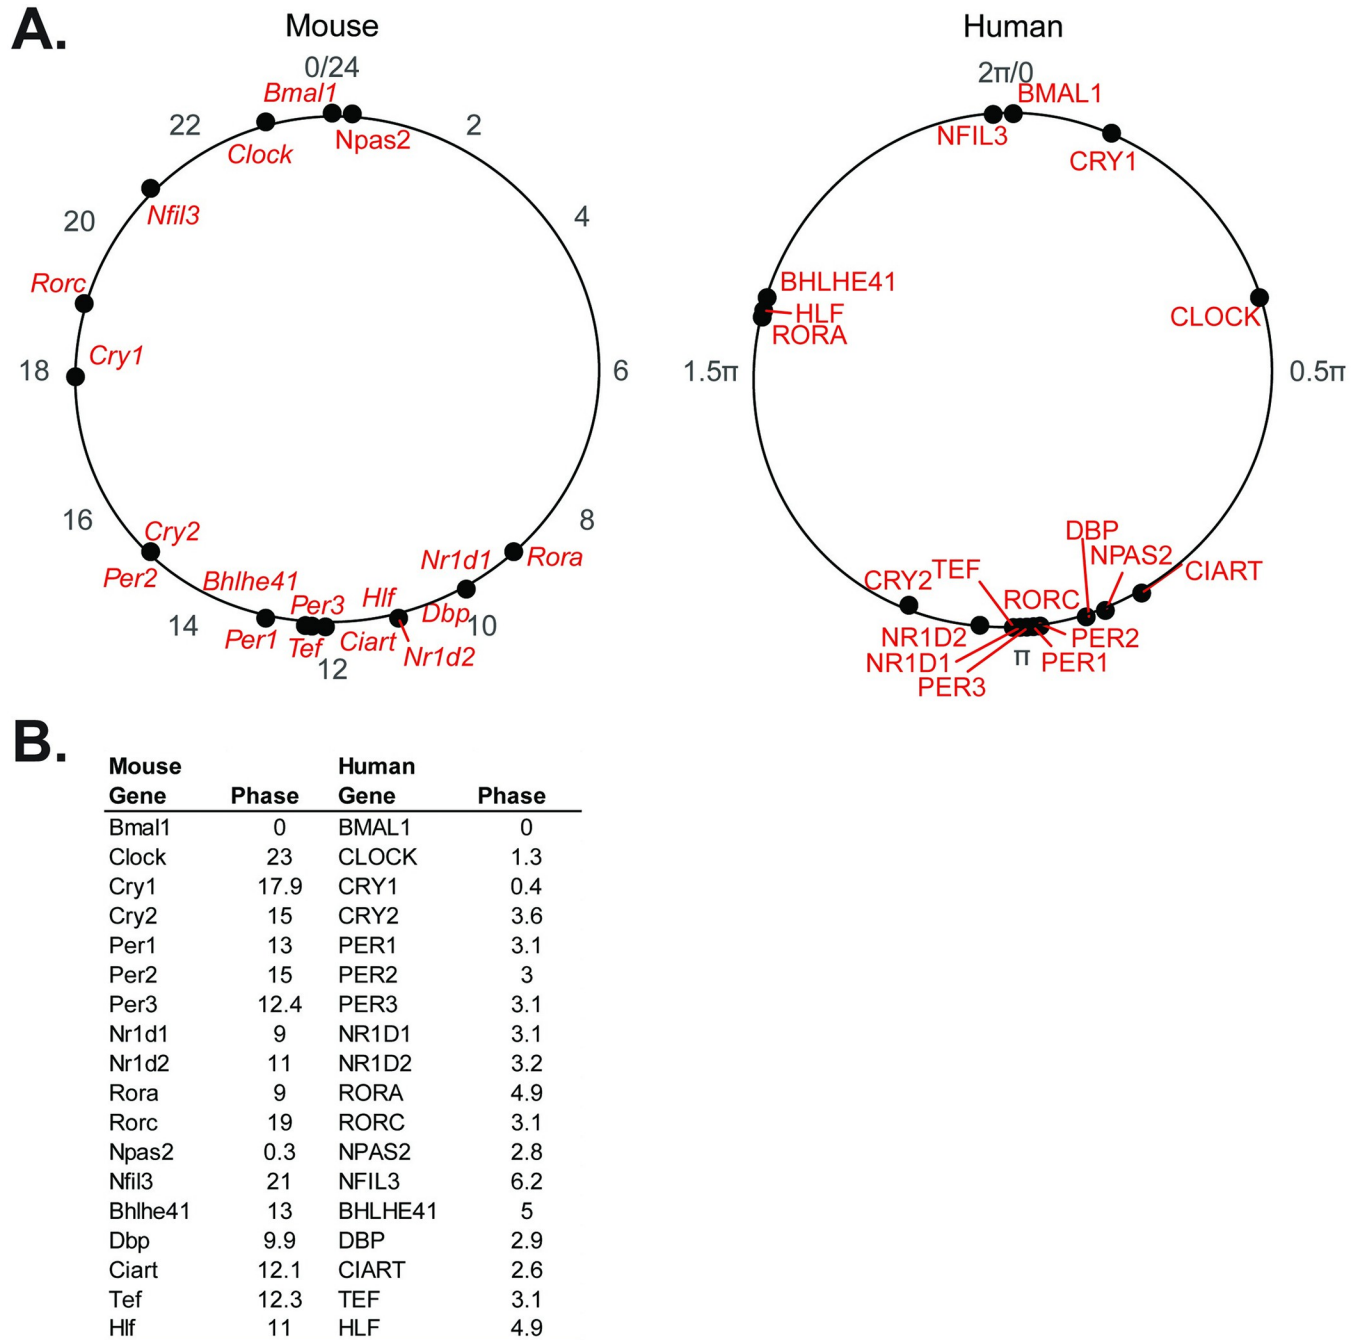 A.
Mouse
0/24
Bmal1
Npas2
Clock
22
2
Nfil3
20
4
Rorc
Cry1
18
6
16
8
Cry2
Per2
Nr1d1
Rora
Bhlhe41
Per3
Hlf
Dbp
10
14
Per1
Tef
Ciart
Nr1d2
12
Human
2π/0
BMAL1
NFIL3
CRY1
BHLHE41
HLF
RORA
CLOCK
1.5π
0.5π
DBP
NPAS2
CIART
CRY2
TEF
RORC
NR1D2
PER2
NR1D1
π
PER1
PER3
B.
Mouse Human
Gene Phase Gene Phase
Bmal1 0 BMAL1 0
Clock 23 CLOCK 1.3
Cry1 17.9 CRY1 0.4
Cry2 15 CRY2 3.6
Per1 13 PER1 3.1
Per2 15 PER2 3
Per3 12.4 PER3 3.1
Nr1d1 9 NR1D1 3.1
Nr1d2 11 NR1D2 3.2
Rora 9 RORA 4.9
Rorc 19 RORC 3.1
Npas2 0.3 NPAS2 2.8
Nfil3 21 NFIL3 6.2
Bhlhe41 13 BHLHE41 5
Dbp 9.9 DBP 2.9
Ciart 12.1 CIART 2.6
Tef 12.3 TEF 3.1
Hlf 11 HLF 4.9